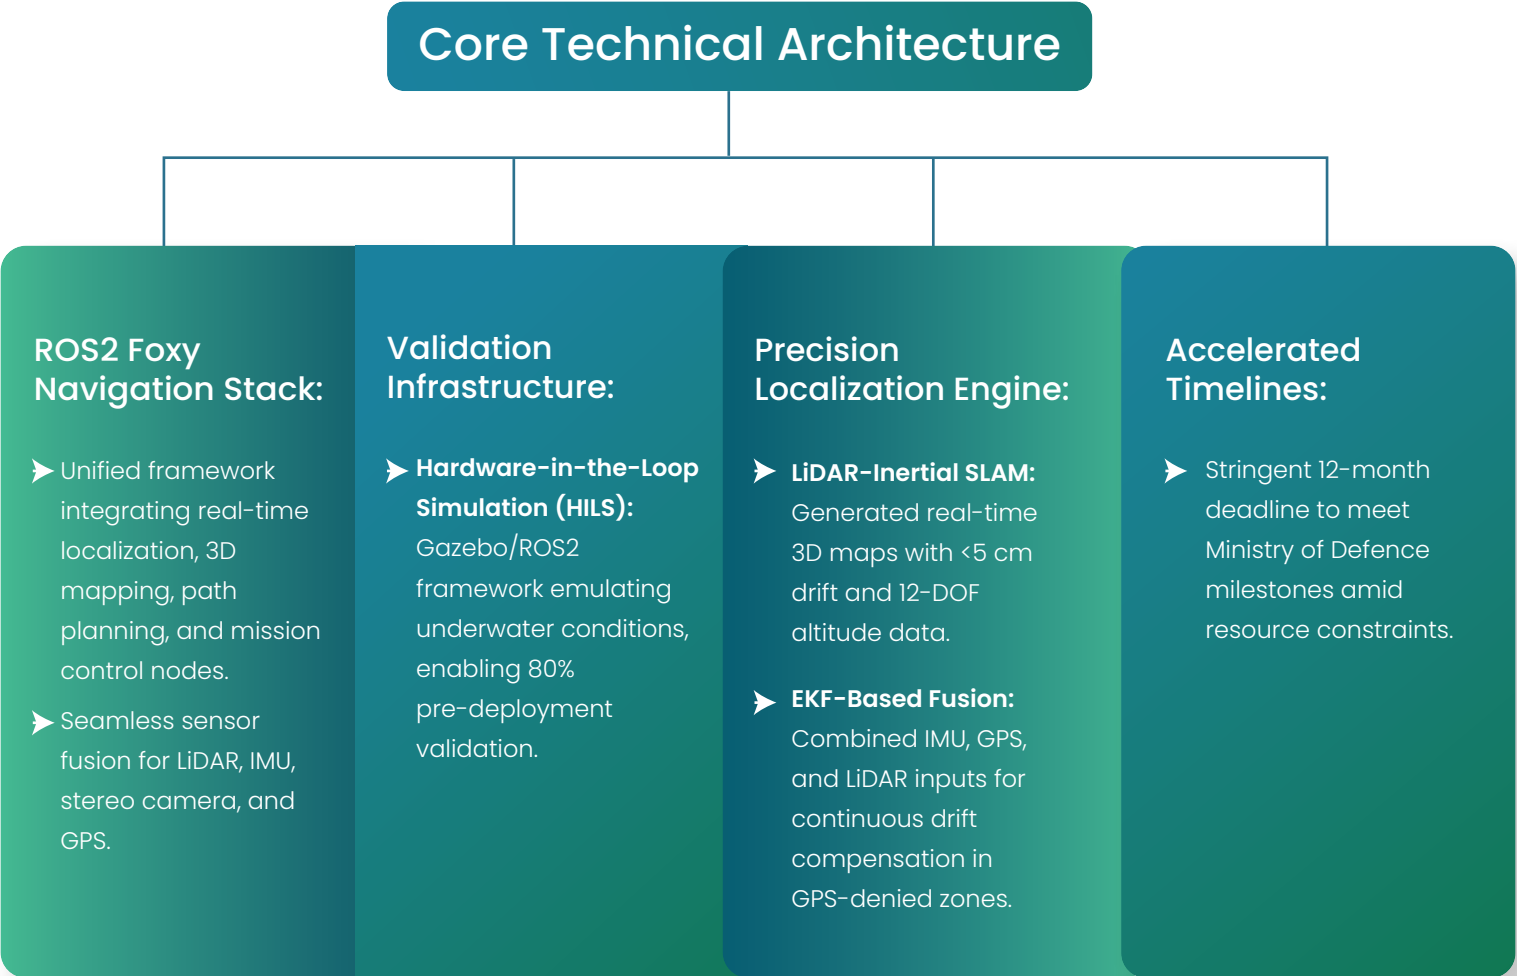 Core Technical Architecture
ROS2 Foxy
Navigation Stack:
Unified framework
integrating real-time
localization, 3D
mapping, path
planning, and mission
control nodes.
Seamless sensor
fusion for LiDAR, IMU,
stereo camera, and
GPS.
Validation
Infrastructure:
Hardware-in-the-Loop
Simulation (HILS):
Gazebo/ROS2
framework emulating
underwater conditions,
enabling 80%
pre-deployment
validation.
Precision
Localization Engine:
LiDAR-Inertial SLAM:
Generated real-time
3D maps with <5 cm
drift and 12-DOF
altitude data.
EKF-Based Fusion:
Combined IMU, GPS,
and LiDAR inputs for
continuous drift
compensation in
GPS-denied zones.
Accelerated
Timelines:
Stringent 12-month
deadline to meet
Ministry of Defence
milestones amid
resource constraints.